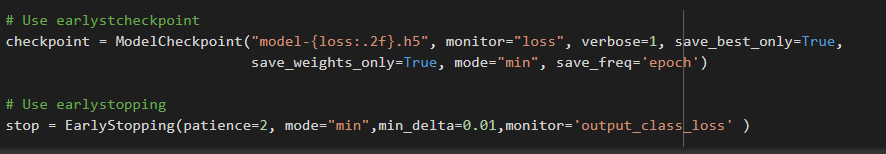 # Use earlystcheckpoint
checkpoint = ModelCheckpoint("model-{loss:.2f}.h5", monitor="loss", verbose=1, save_best_only=True,
save_weights_only=True, mode="min", save_freq='epoch')
# Use earlystopping
stop = EarlyStopping(patience=2, mode="min",min_delta=0.01,monitor='output_class_loss' )